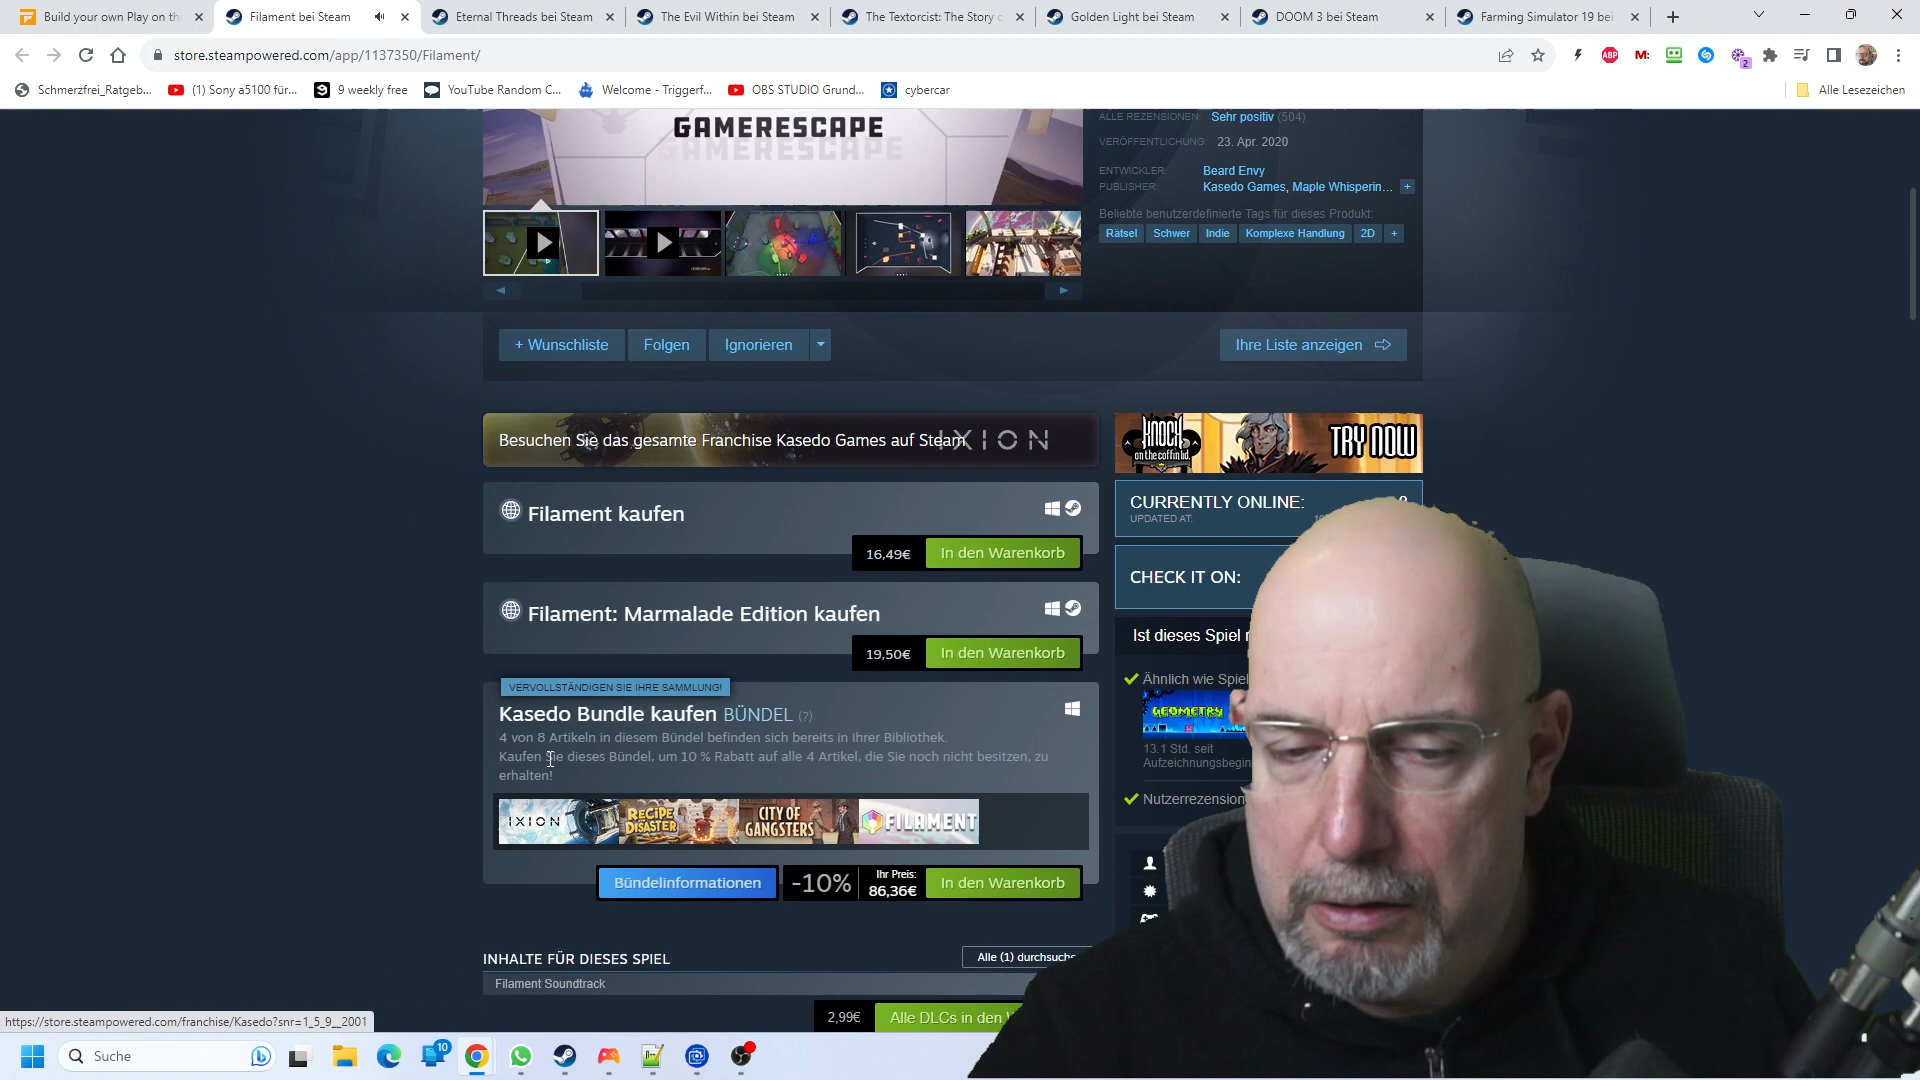 Build your own Play on th
Filament bei Steam
Eternal Threads bei Steam
The Evil Within bei Steam
The Textorcist: The Story
Golden Light bei Steam
DOOM 3 bei Steam
Farming Simulator 19 bei
store.steampowered.com/app/1137350/Filament/
ABP
M:
2
Schmerzfrei_Ratgeb...
(1) Sony a5100 für...
9 weekly free
YouTube Random C...
Welcome - Triggerf...
OBS STUDIO Grund...
cybercar
Alle Lesezeichen
GAMERESCAPE
ALLE REZENSIONEN: Sehr positiv (504)
VERÖFFENTLICHUNG: 23. Apr. 2020
ENTWICKLER: Beard Envy
PUBLISHER: Kasedo Games, Maple Whisperin... +
Beliebte benutzerdefinierte Tags für dieses Produkt:
Rätsel Schwer Indie Komplexe Handlung 2D +
+ Wunschliste Folgen Ignorieren
Ihre Liste anzeigen
Besuchen Sie das gesamte Franchise Kasedo Games auf Steam
IXION
KNOCK
on the coffin lid
TRY NOW
Filament kaufen
16,49€ In den Warenkorb
CURRENTLY ONLINE:
UPDATED AT:
CHECK IT ON:
Filament: Marmalade Edition kaufen
19,50€ In den Warenkorb
Ist dieses Spiel
VERVOLLSTÄNDIGEN SIE IHRE SAMMLUNG!
Kasedo Bundle kaufen BÜNDEL (?)
4 von 8 Artikeln in diesem Bündel befinden sich bereits in Ihrer Bibliothek.
Kaufen Sie dieses Bündel, um 10 % Rabatt auf alle 4 Artikel, die Sie noch nicht besitzen, zu
erhalten!
Ähnlich wie Spiel
GEOMETRY
13.1 Std. seit
Aufzeichnungsbegin
Nutzerrezension
IXION
RECIPE
DISASTER
CITY OF
GANGSTERS
FILAMENT
Bündelinformationen
-10%
Ihr Preis:
86,36€
In den Warenkorb
INHALTE FÜR DIESES SPIEL
Alle (1) durchsuche
Filament Soundtrack
2,99€ Alle DLCs in den W
https://store.steampowered.com/franchise/Kasedo?snr=1_5_9__2001
Suche
10